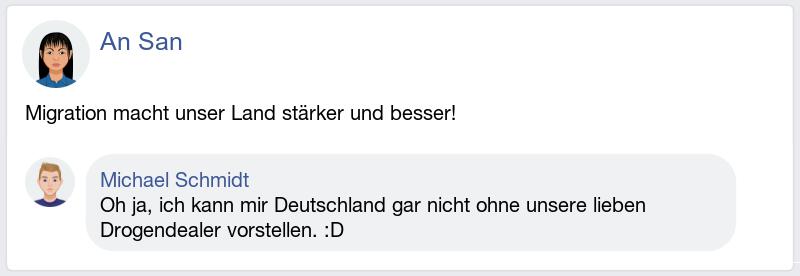 An San
Migration macht unser Land stärker und besser!
Michael Schmidt
Oh ja, ich kann mir Deutschland gar nicht ohne unsere lieben
Drogendealer vorstellen. :D